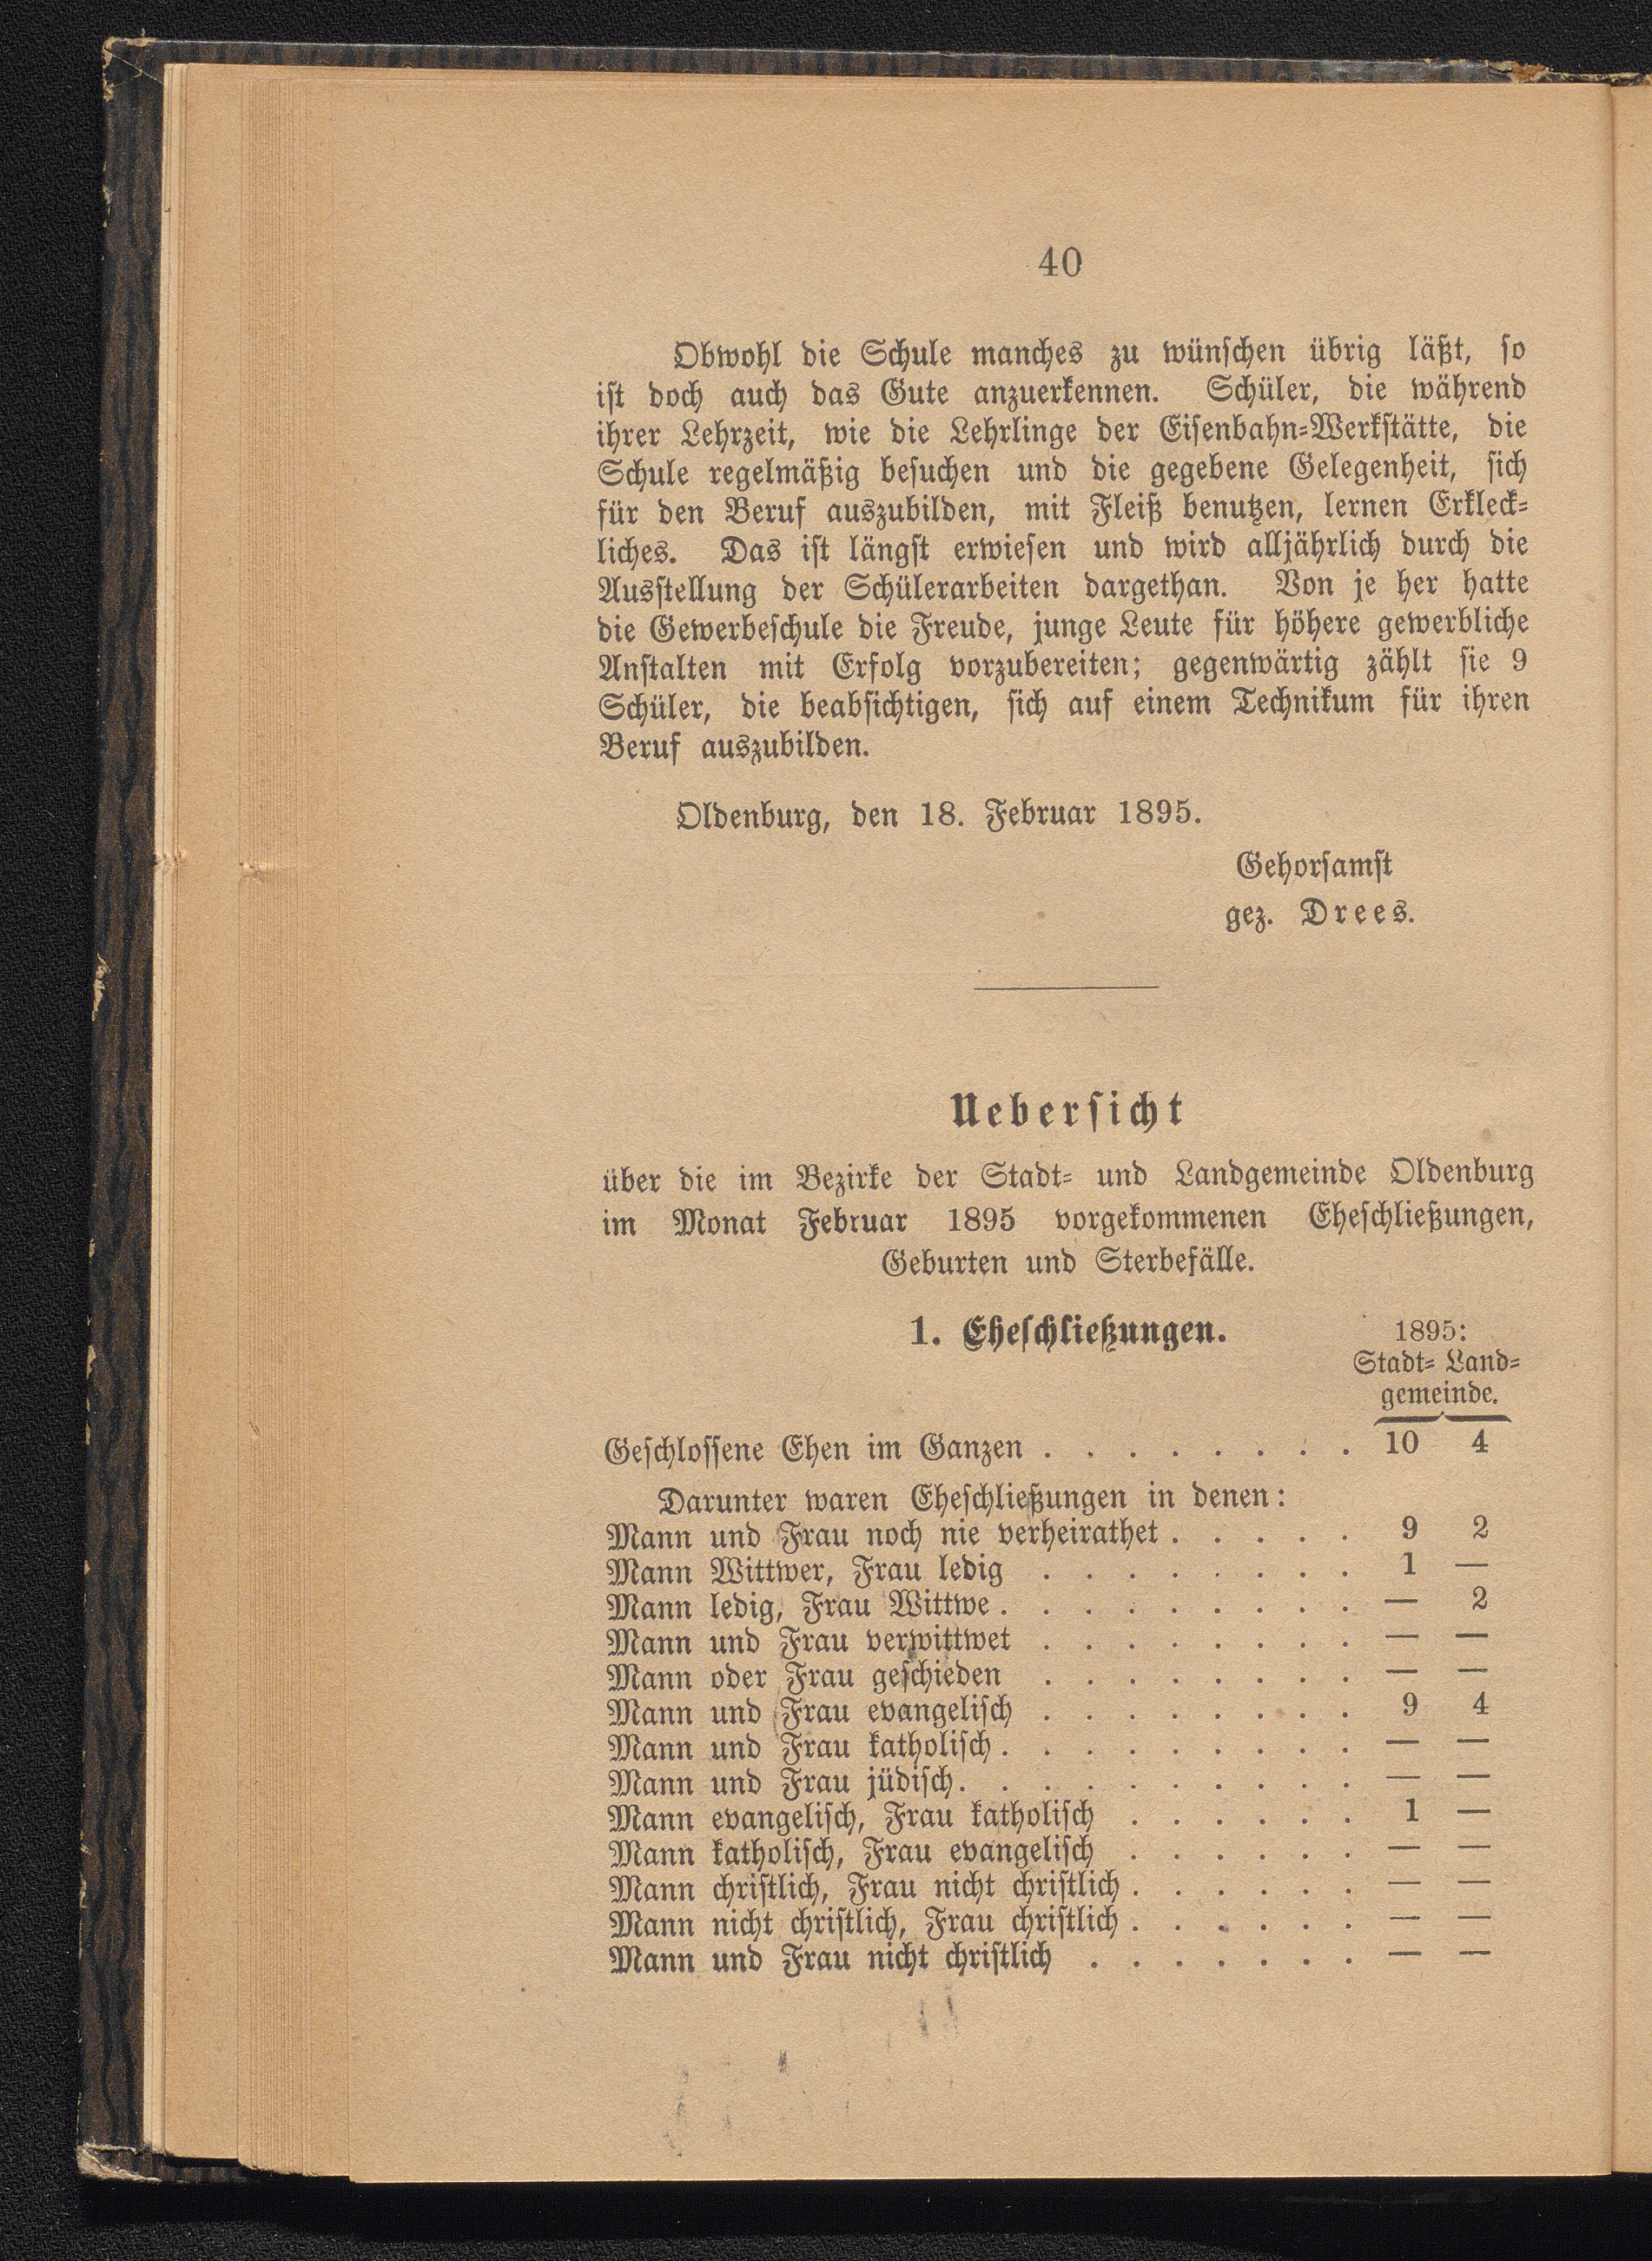 40
Obwohl die Schule manches zu wünschen übrig läßt, so
ist doch auch das Gute anzuerkennen. Schüler, die während
ihrer Lehrzeit, wie die Lehrlinge der Eisenbahn-Werkstätte, die
Schule regelmäßig besuchen und die gegebene Gelegenheit, sich
für den Beruf auszubilden, mit Fleiß benutzen, lernen Erkleck-
liches. Das ist längst erwiesen und wird alljährlich durch die
Ausstellung der Schülerarbeiten dargethan. Von je her hatte
die Gewerbeschule die Freude, junge Leute für höhere gewerbliche
Anstalten mit Erfolg vorzubereiten; gegenwärtig zählt sie 9
Schüler, die beabsichtigen, sich auf einem Technikum für ihren
Beruf auszubilden.
Oldenburg, den 18. Februar 1895.
Gehorsamst
gez. Drees.
Uebersicht
über die im Bezirke der Stadt- und Landgemeinde Oldenburg
im Monat Februar 1895 vorgekommenen Eheschließungen,
Geburten und Sterbefälle.
1. Eheschließungen. 1895:
Stadt- Land-
gemeinde.
Geschlossene Ehen im Ganzen . . . . . . . . 10 4
Darunter waren Eheschließungen in denen:
Mann und Frau noch nie verheirathet . . . . . 9 2
Mann Wittwer, Frau ledig . . . . . . . . 1 —
Mann ledig, Frau Wittwe . . . . . . . . . — 2
Mann und Frau verwittwet . . . . . . . . — —
Mann oder Frau geschieden . . . . . . . . — —
Mann und Frau evangelisch . . . . . . . . 9 4
Mann und Frau katholisch . . . . . . . . . — —
Mann und Frau jüdisch . . . . . . . . . . — —
Mann evangelisch, Frau katholisch . . . . . . 1 —
Mann katholisch, Frau evangelisch . . . . . . — —
Mann christlich, Frau nicht christlich . . . . . . — —
Mann nicht christlich, Frau christlich . . . . . . — —
Mann und Frau nicht christlich . . . . . . . — —